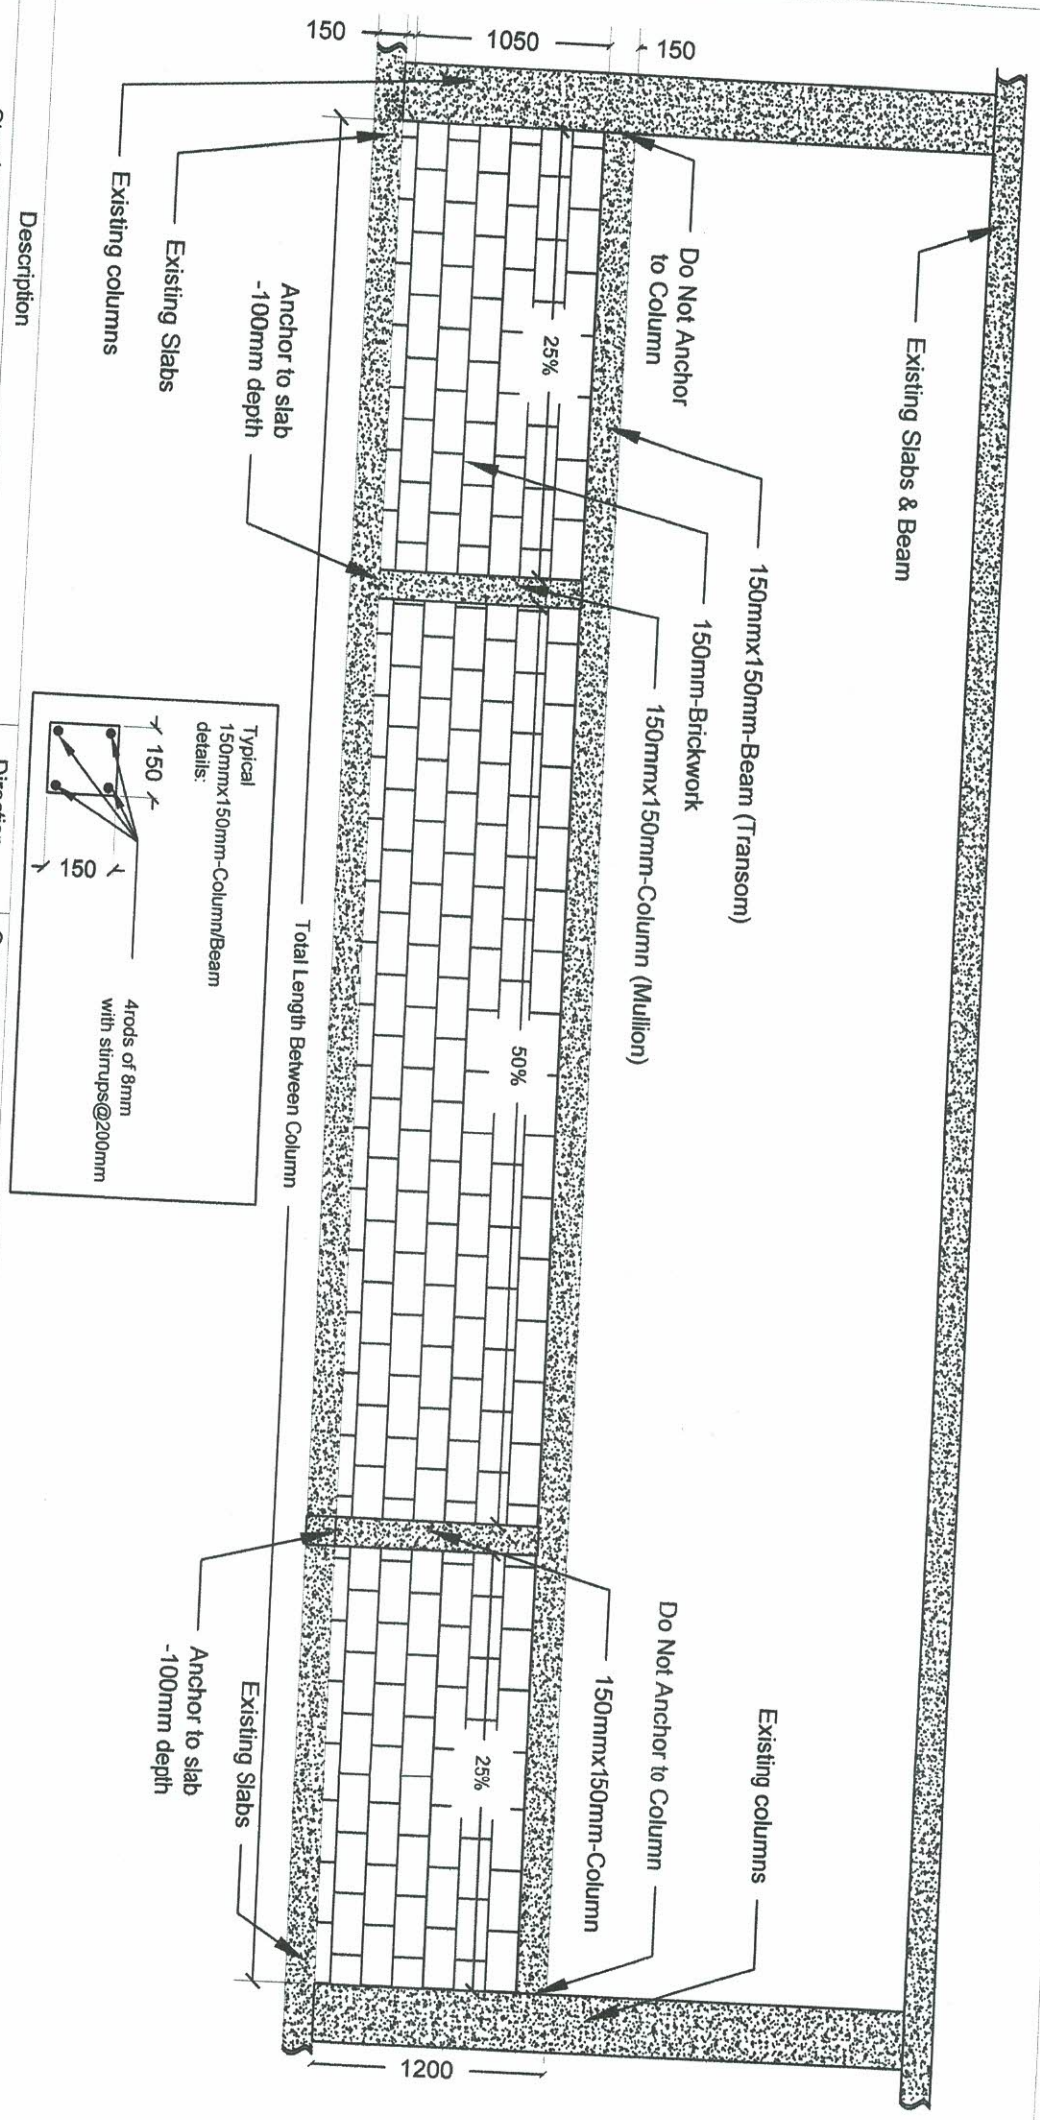 150
1050
150
Existing Slabs & Beam
Do Not Anchor
to Column
150mmx150mm-Beam (Transom)
150mm-Brickwork
150mmx150mm-Column (Mullion)
Existing columns
Do Not Anchor to Column
150mmx150mm-Column
25%
50%
25%
1200
Anchor to slab
-100mm depth
Existing Slabs
Existing columns
Anchor to slab
-100mm depth
Existing Slabs
Total Length Between Column
Typical
150mmx150mm-Column/Beam
details:
150
150
4rods of 8mm
with stirrups@200mm
Description